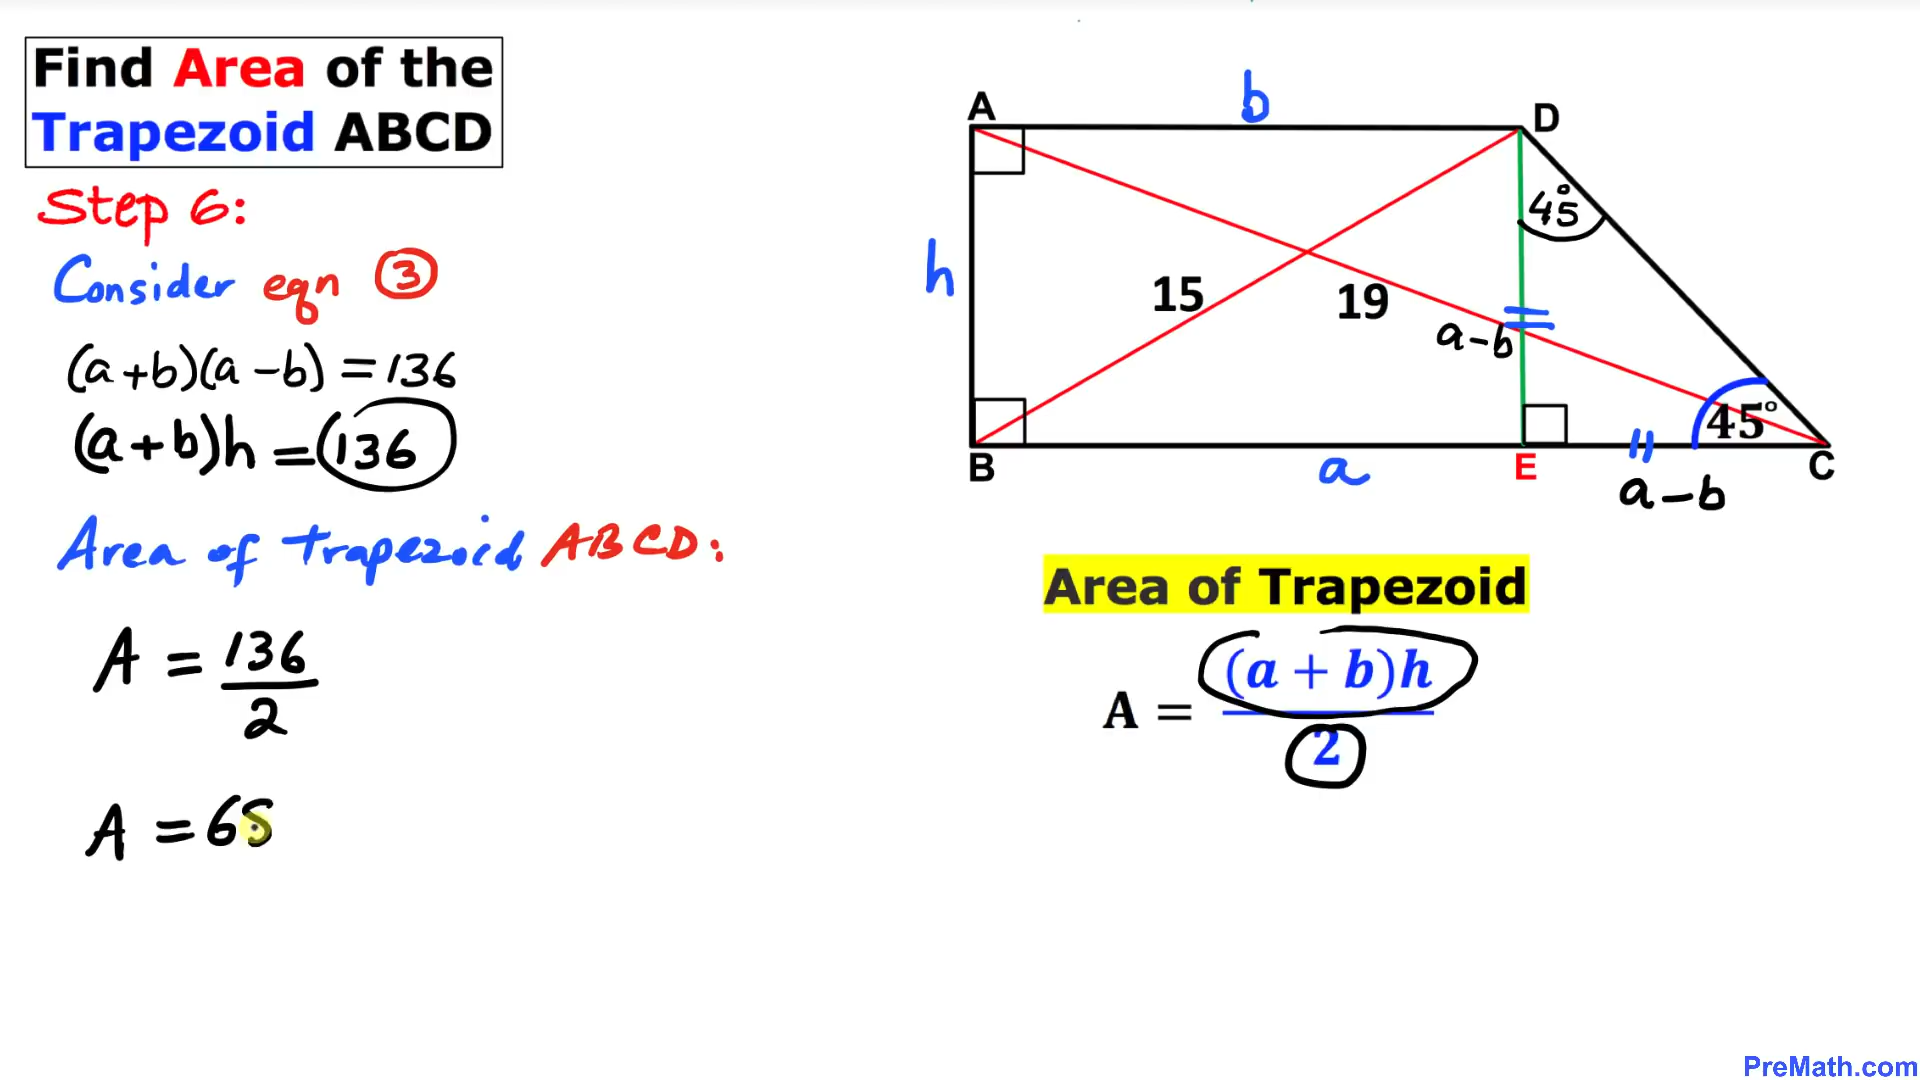 Find Area of the
Trapezoid ABCD
Step 6:
Consider eqn ③
(a+b)(a-b) = 136
(a+b)h = 136
Area of trapezoid ABCD:
A = 136/2
A = 68
A
b
D
45°
h
15
19
a-b
45°
B
a
E
C
a-b
Area of Trapezoid
A = (a + b)h
2
PreMath.com